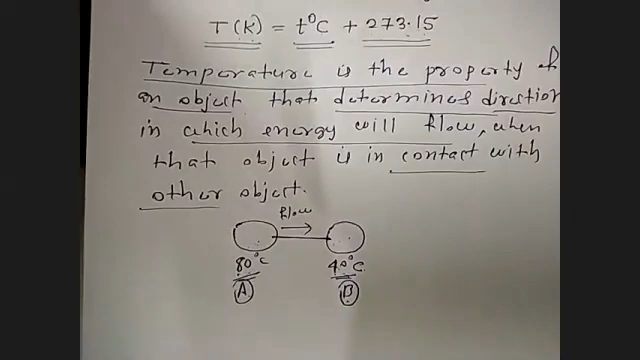 T(K) = t°C + 273.15
Temperature is the property of
an object that determines direction
in which energy will flow, when
that object is in contact with
other object.
flow
80°C 40°C
A B